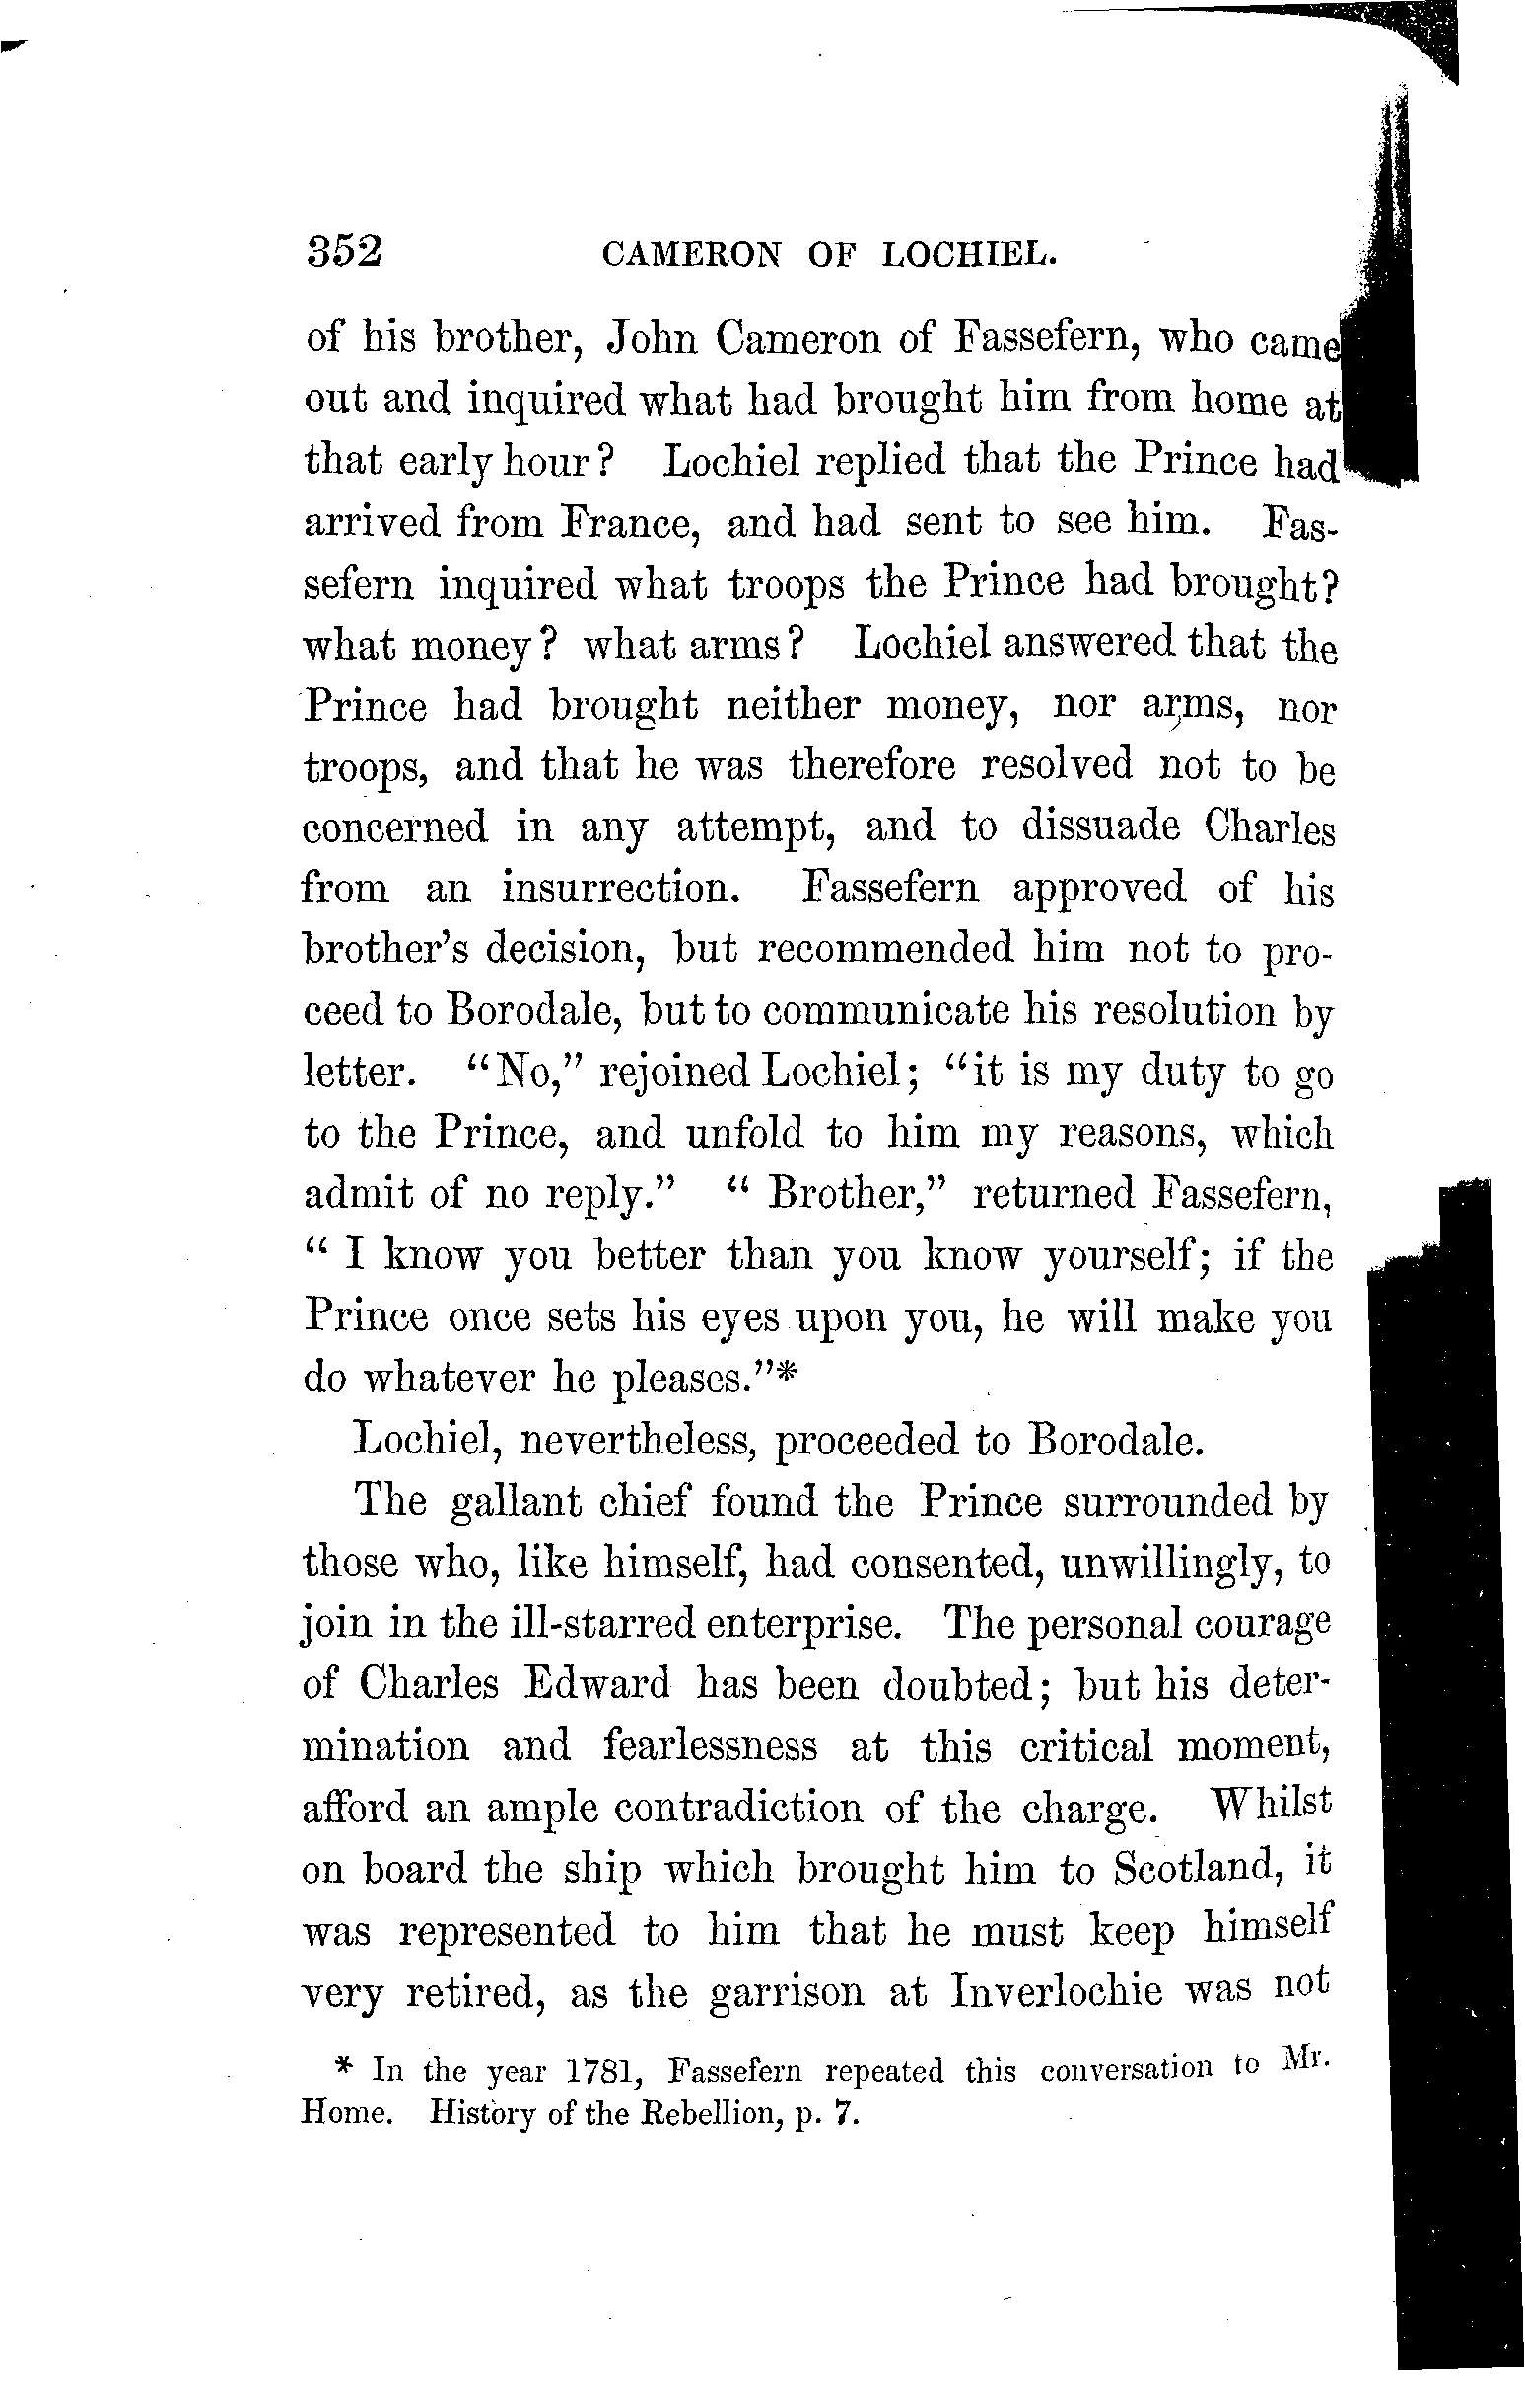 352 CAMERON OF LOCHIEL.
of his brother, John Cameron of Fassefern, who came
out and inquired what had brought him from home at
that early hour? Lochiel replied that the Prince had
arrived from France, and had sent to see him. Fas-
sefern inquired what troops the Prince had brought?
what money? what arms? Lochiel answered that the
Prince had brought neither money, nor arms, nor
troops, and that he was therefore resolved not to be
concerned in any attempt, and to dissuade Charles
from an insurrection. Fassefern approved of his
brother's decision, but recommended him not to pro-
ceed to Borodale, but to communicate his resolution by
letter. "No," rejoined Lochiel; "it is my duty to go
to the Prince, and unfold to him my reasons, which
admit of no reply." " Brother," returned Fassefern,
" I know you better than you know yourself; if the
Prince once sets his eyes upon you, he will make you
do whatever he pleases."*
Lochiel, nevertheless, proceeded to Borodale.
The gallant chief found the Prince surrounded by
those who, like himself, had consented, unwillingly, to
join in the ill-starred enterprise. The personal courage
of Charles Edward has been doubted; but his deter-
mination and fearlessness at this critical moment,
afford an ample contradiction of the charge. Whilst
on board the ship which brought him to Scotland, it
was represented to him that he must keep himself
very retired, as the garrison at Inverlochie was not
* In the year 1781, Fassefern repeated this conversation to Mr.
Home. History of the Rebellion, p. 7.